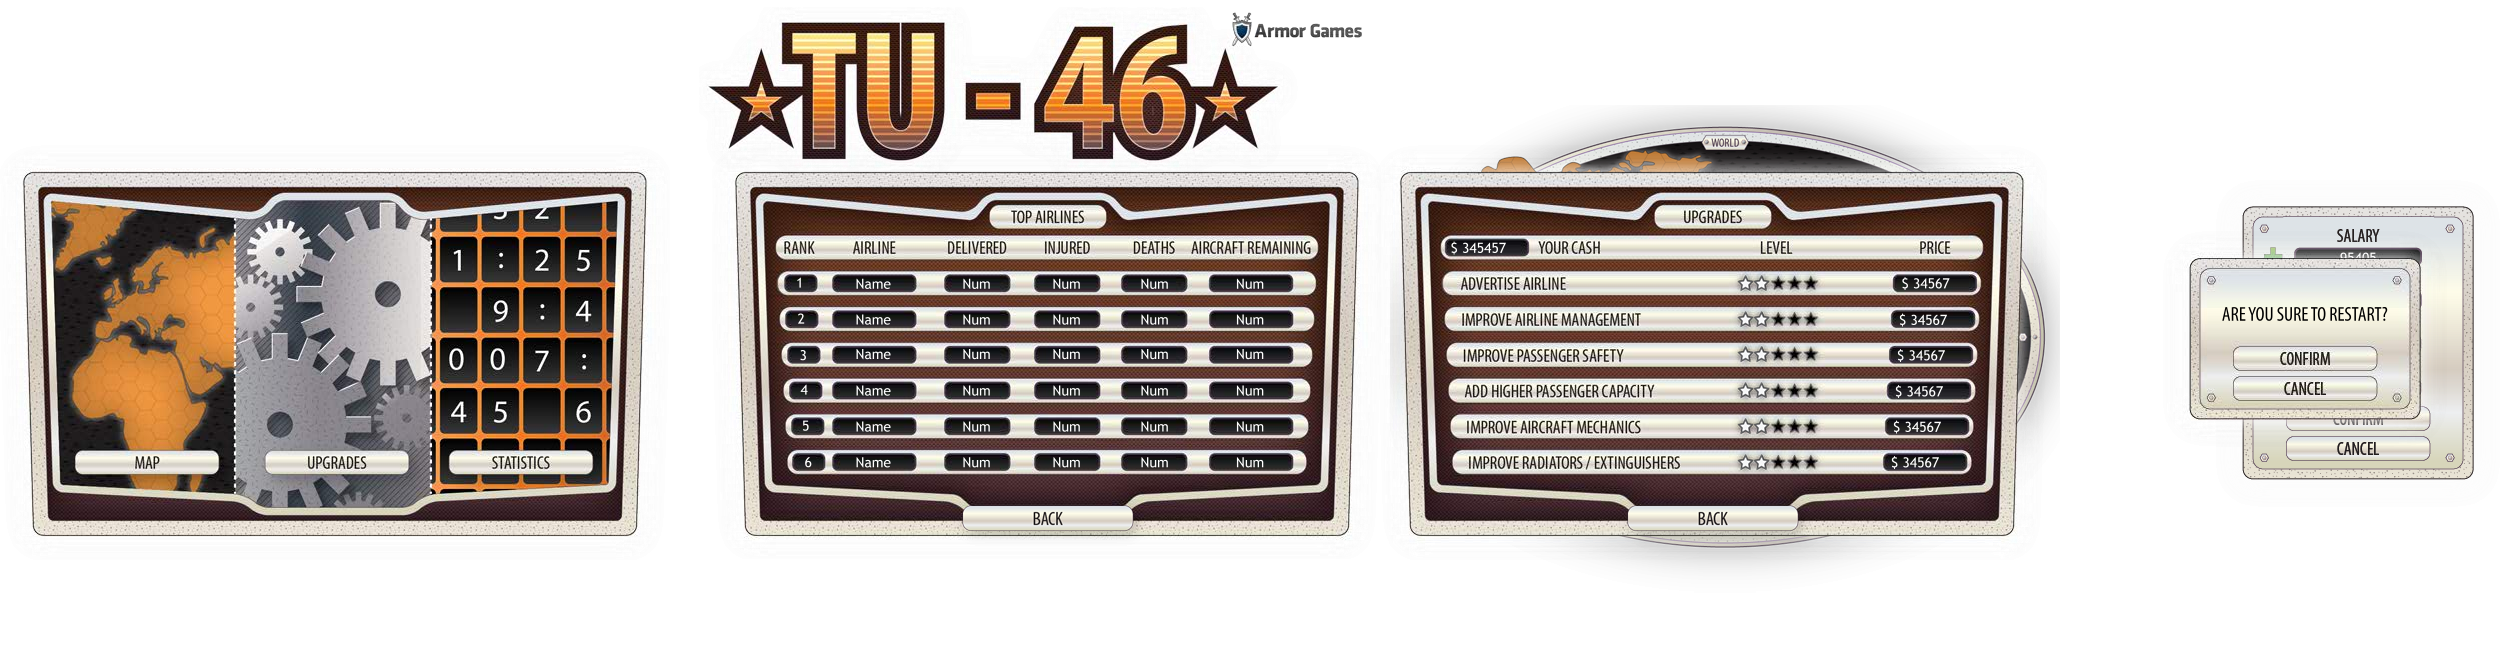 TU - 46
Armor Games
3 2
1 : 2 5
9 : 4
0 0 7 :
4 5 6
MAP
UPGRADES
STATISTICS
TOP AIRLINES
RANK AIRLINE DELIVERED INJURED DEATHS AIRCRAFT REMAINING
1 Name Num Num Num Num
2 Name Num Num Num Num
3 Name Num Num Num Num
4 Name Num Num Num Num
5 Name Num Num Num Num
6 Name Num Num Num Num
BACK
WORLD
UPGRADES
$ 345457 YOUR CASH LEVEL PRICE
ADVERTISE AIRLINE $ 34567
IMPROVE AIRLINE MANAGEMENT $ 34567
IMPROVE PASSENGER SAFETY $ 34567
ADD HIGHER PASSENGER CAPACITY $ 34567
IMPROVE AIRCRAFT MECHANICS $ 34567
IMPROVE RADIATORS / EXTINGUISHERS $ 34567
BACK
SALARY
95405
ARE YOU SURE TO RESTART?
CONFIRM
CANCEL
CONFIRM
CANCEL